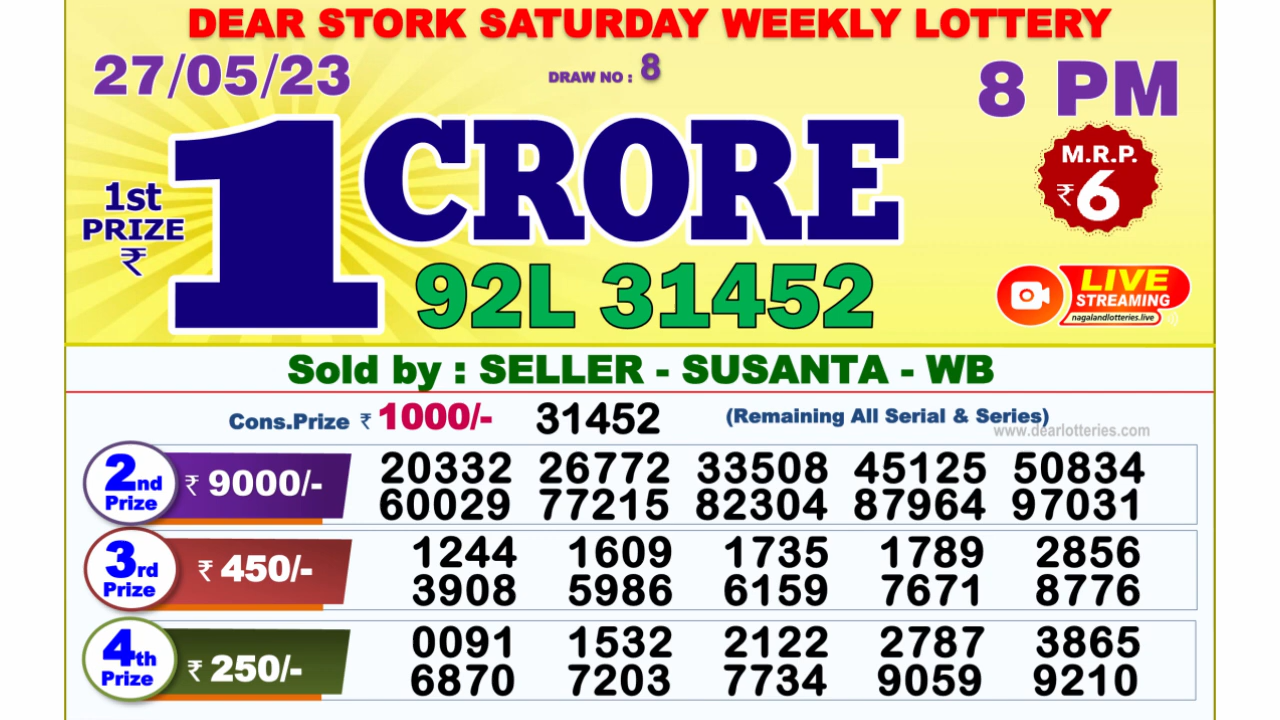 DEAR STORK SATURDAY WEEKLY LOTTERY
27/05/23
DRAW NO : 8
8 PM
1st
PRIZE
₹
1 CRORE
M.R.P.
₹ 6
92L 31452
LIVE
STREAMING
nagalandlotteries.live
Sold by : SELLER - SUSANTA - WB
Cons.Prize ₹ 1000/- 31452 (Remaining All Serial & Series)
www.dearlotteries.com
2nd
Prize
₹ 9000/-
20332 26772 33508 45125 50834
60029 77215 82304 87964 97031
3rd
Prize
₹ 450/-
1244 1609 1735 1789 2856
3908 5986 6159 7671 8776
4th
Prize
₹ 250/-
0091 1532 2122 2787 3865
6870 7203 7734 9059 9210